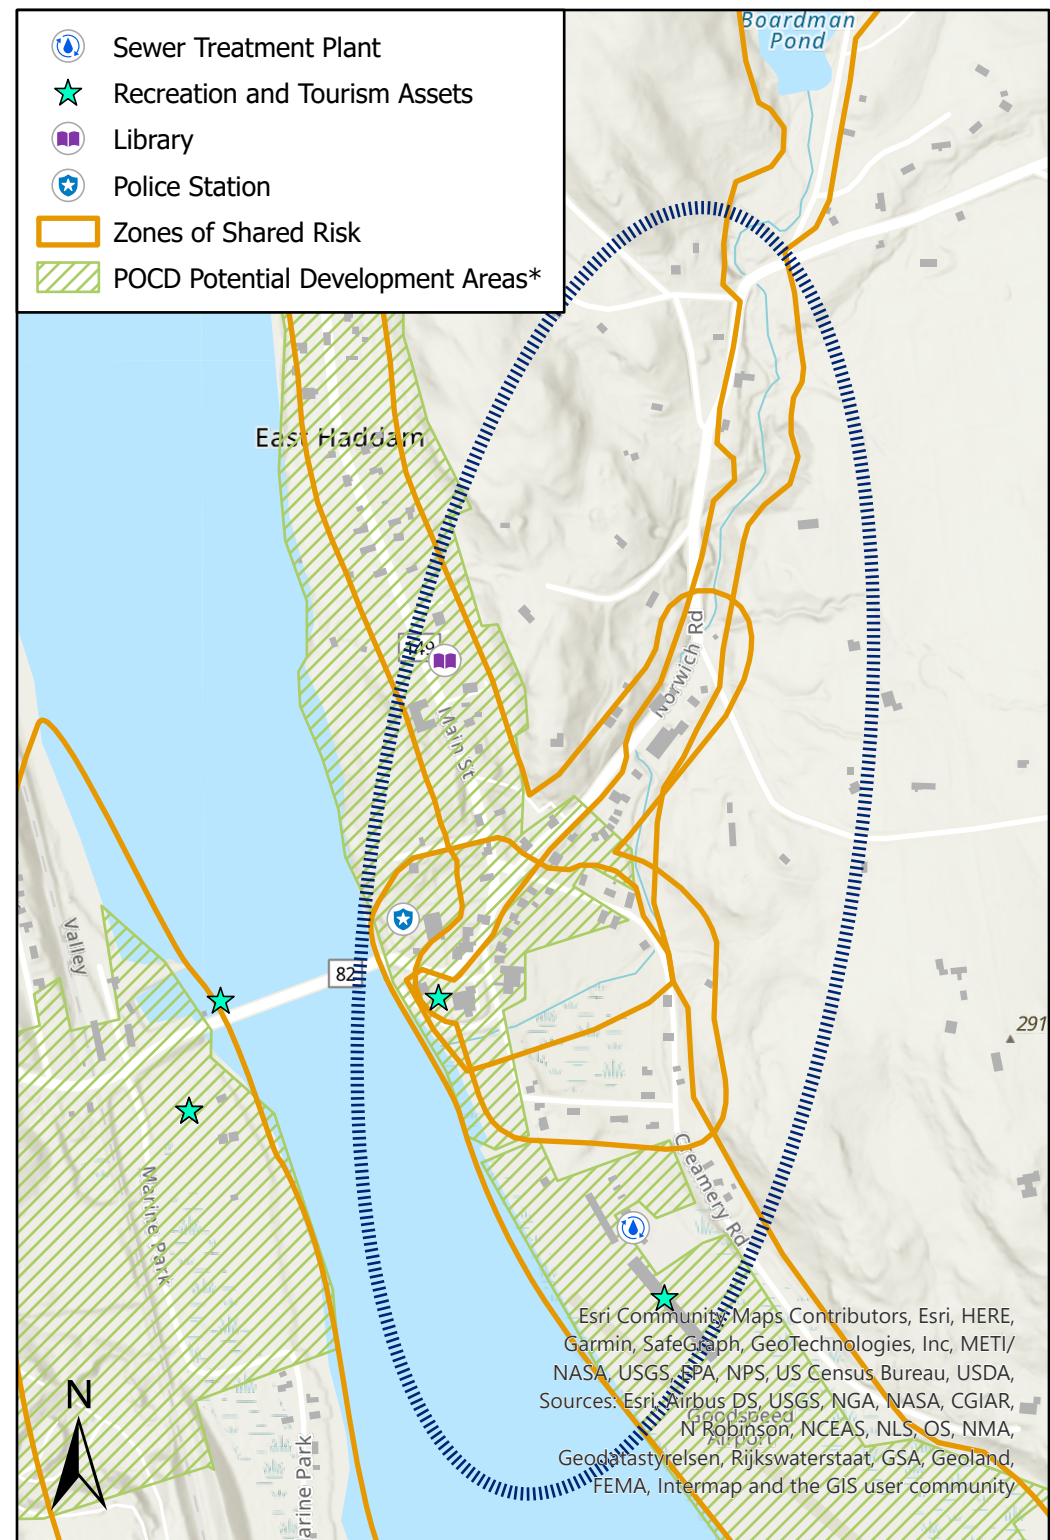 Boardman
Pond
Sewer Treatment Plant
Recreation and Tourism Assets
Library
Police Station
Zones of Shared Risk
POCD Potential Development Areas*
East Haddam
149
Norwich Rd
Main St
Valley
82
291
Creamery Rd
Marine Park
Esri Community Maps Contributors, Esri, HERE,
Garmin, SafeGraph, GeoTechnologies, Inc, METI/
NASA, USGS, EPA, NPS, US Census Bureau, USDA,
Sources: Esri, Airbus DS, USGS, NGA, NASA, CGIAR,
N Robinson, NCEAS, NLS, OS, NMA,
Geodatastyrelsen, Rijkswaterstaat, GSA, Geoland,
FEMA, Intermap and the GIS user community
Goodspeed
Airport
N
arine Park